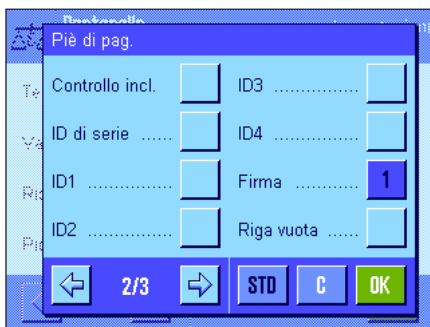 Piè di pag.
Controllo incl.
ID3 ................
ID di serie ......
ID4 ................
ID1 ................
Firma ............ 1
ID2 ................
Riga vuota ......
2/3 STD C OK